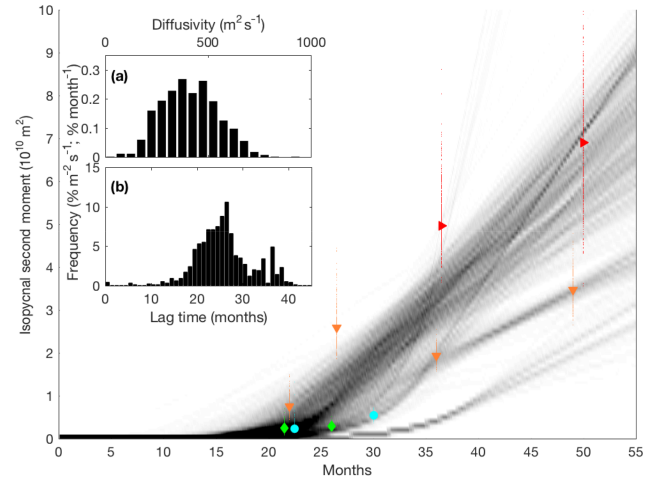 Diffusivity (m² s⁻¹)
0 500 1000
(a)
0.3
0.2
0.1
0
Frequency (% m⁻² s⁻¹; % month⁻¹)
(b)
15
10
5
0
0 10 20 30 40
Lag time (months)
Isopycnal second moment (10¹⁰ m²)
10
9
8
7
6
5
4
3
2
1
0
0 5 10 15 20 25 30 35 40 45 50 55
Months